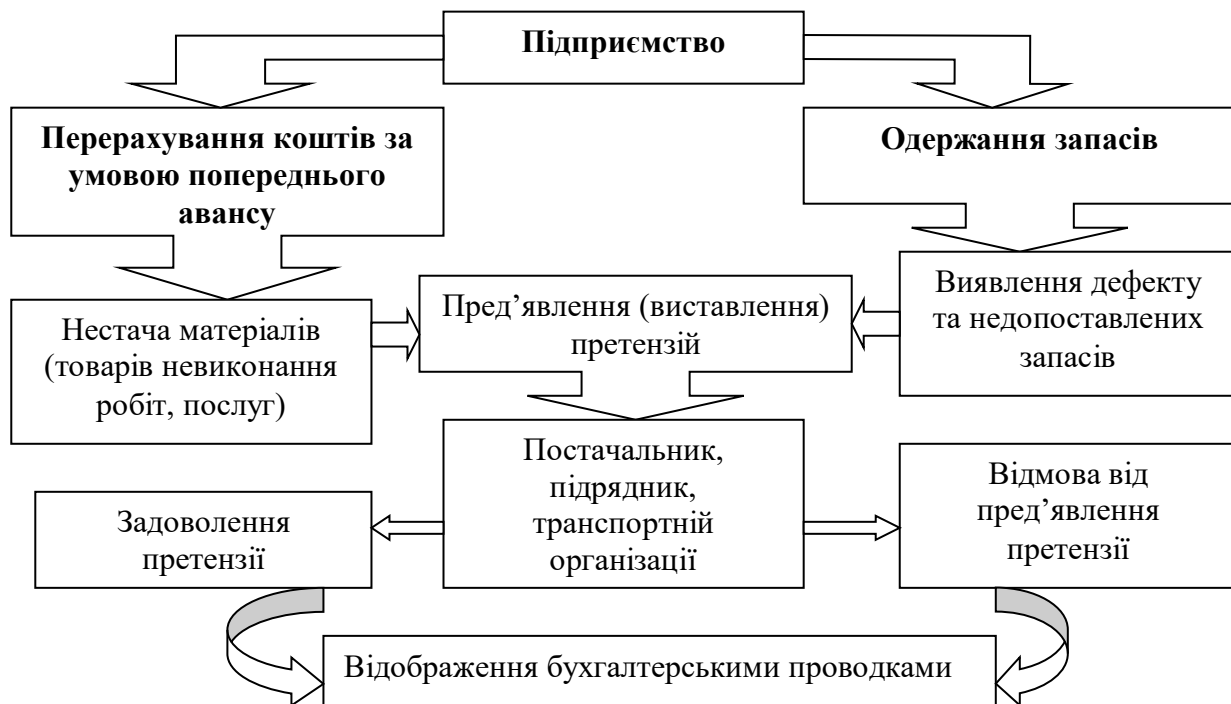 Підприємство
Перерахування коштів за
умовою попереднього
авансу
Одержання запасів
Нестача матеріалів
(товарів невиконання
робіт, послуг)
Пред’явлення (виставлення)
претензій
Виявлення дефекту
та недопоставлених
запасів
Задоволення
претензії
Постачальник,
підрядник,
транспортній
організації
Відмова від
пред’явлення
претензії
Відображення бухгалтерськими проводками